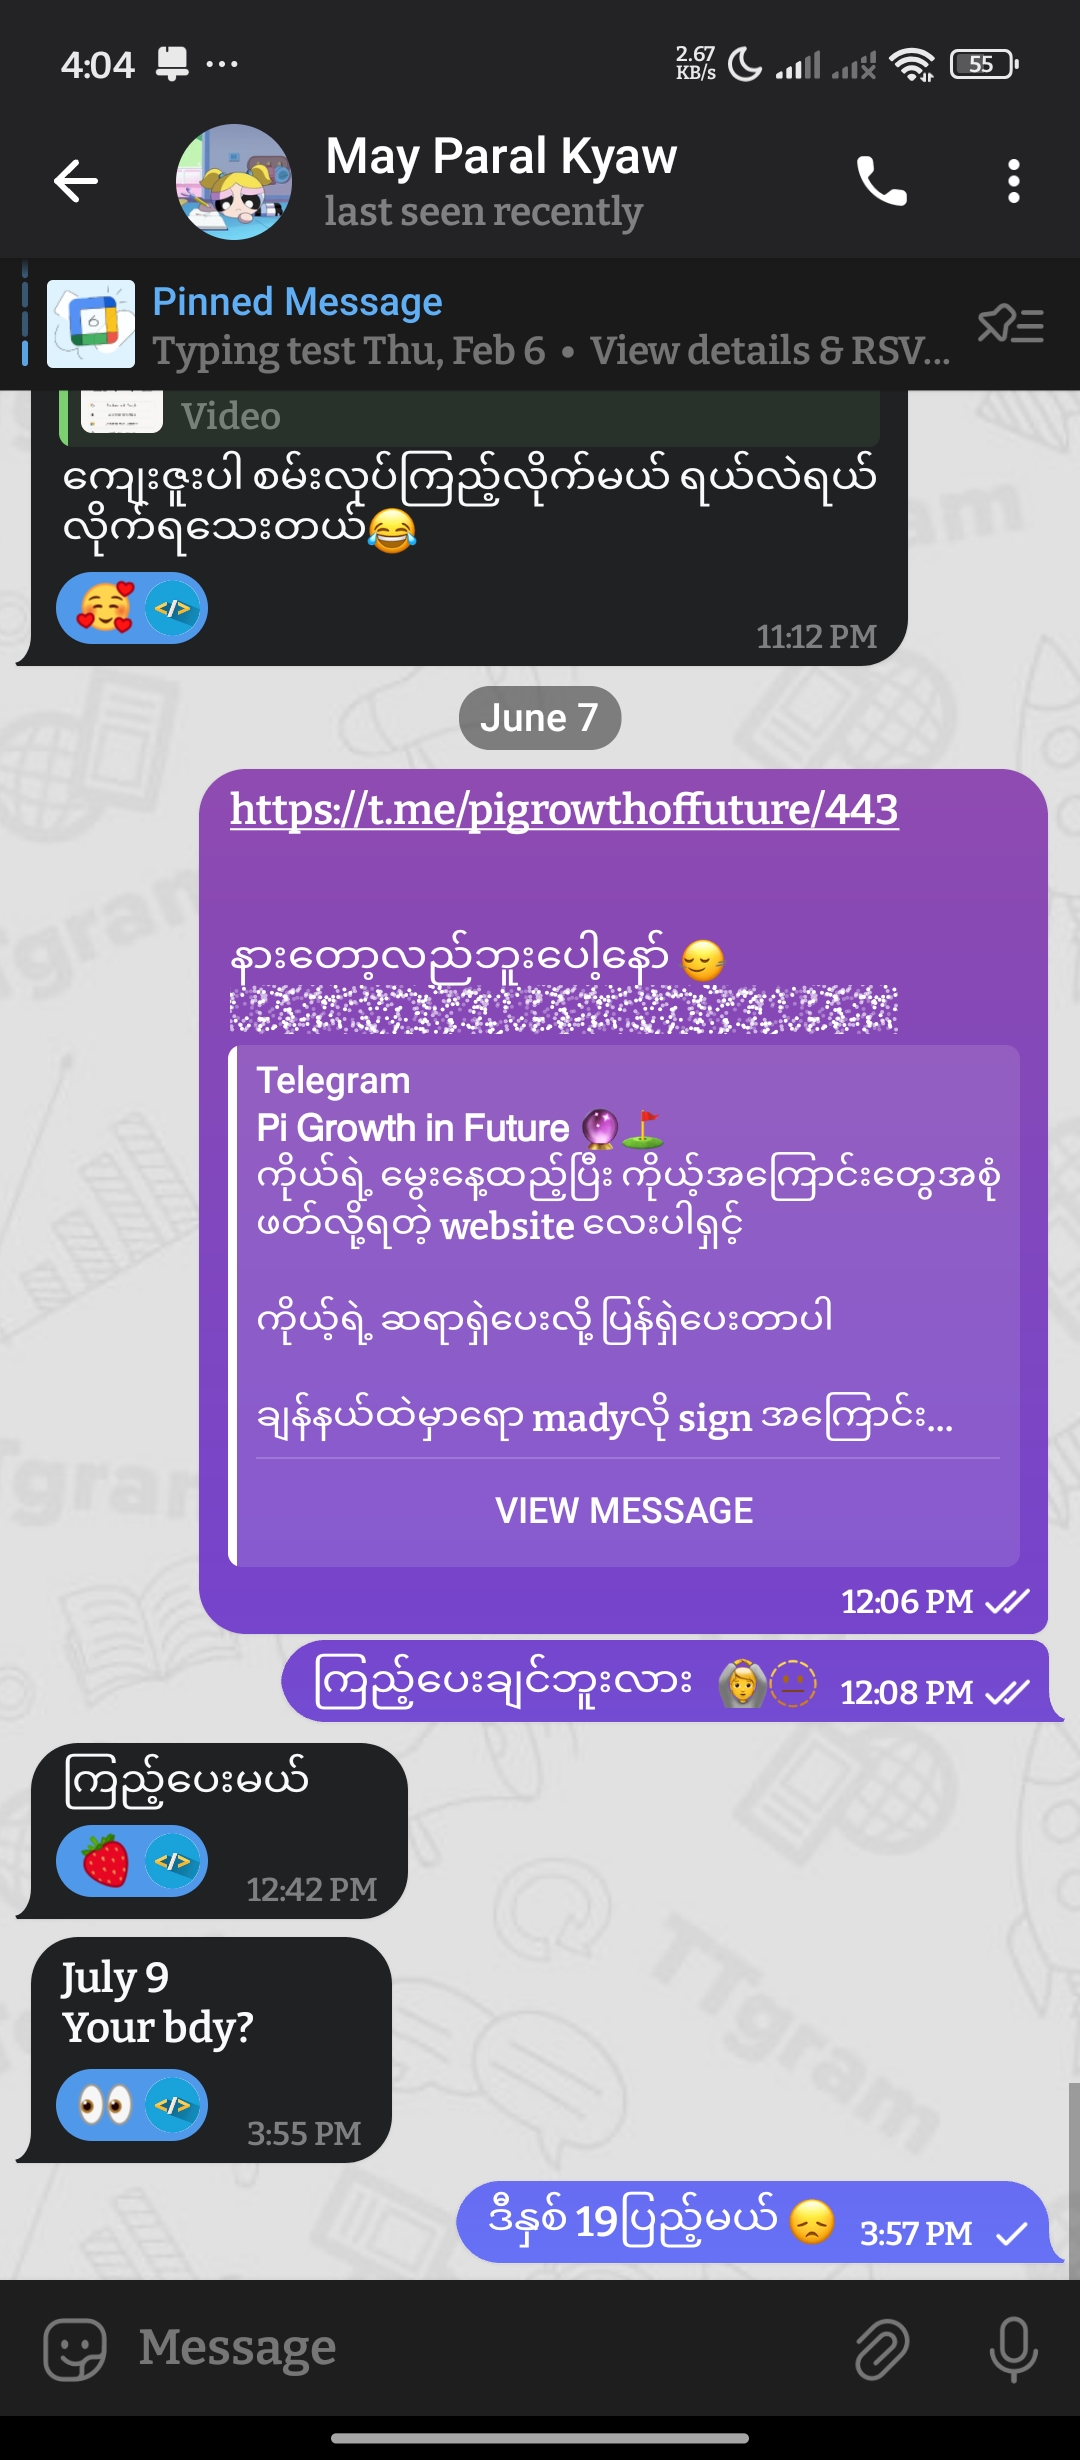 4:04
2.67
KB/s
55
May Paral Kyaw
last seen recently
Pinned Message
6
Typing test Thu, Feb 6 • View details & RSV...
Video
ကျေးဇူးပါ စမ်းလုပ်ကြည့်လိုက်မယ် ရယ်လဲရယ်
လိုက်ရသေးတယ်😂
🥰 </>
11:12 PM
June 7
https://t.me/pigrowthoffuture/443
နားတော့လည်ဘူးပေါ့နော် 😏
Telegram
Pi Growth in Future 🔮⛳
ကိုယ်ရဲ့ မွေးနေ့ထည့်ပြီး ကိုယ့်အကြောင်းတွေအစုံ
ဖတ်လို့ရတဲ့ website လေးပါရှင့်
ကိုယ့်ရဲ့ ဆရာရှဲပေးလို့ ပြန်ရှဲပေးတာပါ
ချန်နယ်ထဲမှာရော madyလို sign အကြောင်း...
VIEW MESSAGE
12:06 PM
ကြည့်ပေးချင်ဘူးလား 🙆🫥 12:08 PM
ကြည့်ပေးမယ်
🍓 </>
12:42 PM
July 9
Your bdy?
👀 </>
3:55 PM
ဒီနှစ် 19ပြည့်မယ် 😞 3:57 PM
Message